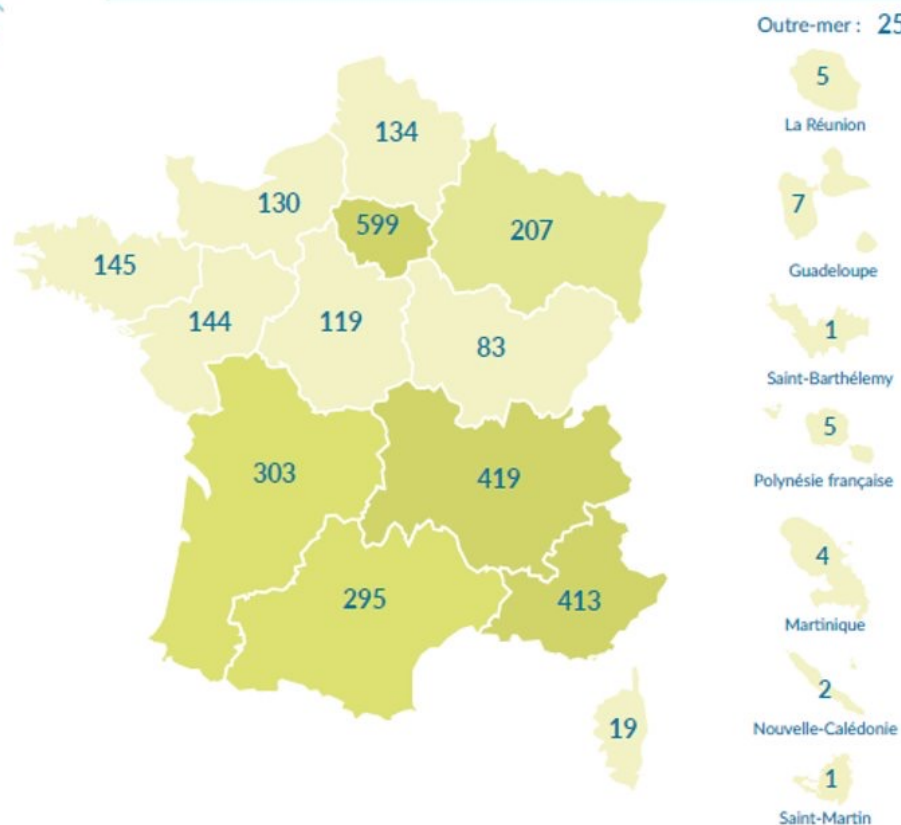 Outre-mer : 25
5
La Réunion
7
Guadeloupe
1
Saint-Barthélemy
5
Polynésie française
4
Martinique
2
Nouvelle-Calédonie
1
Saint-Martin
134
130
599
207
145
144
119
83
303
419
295
413
19